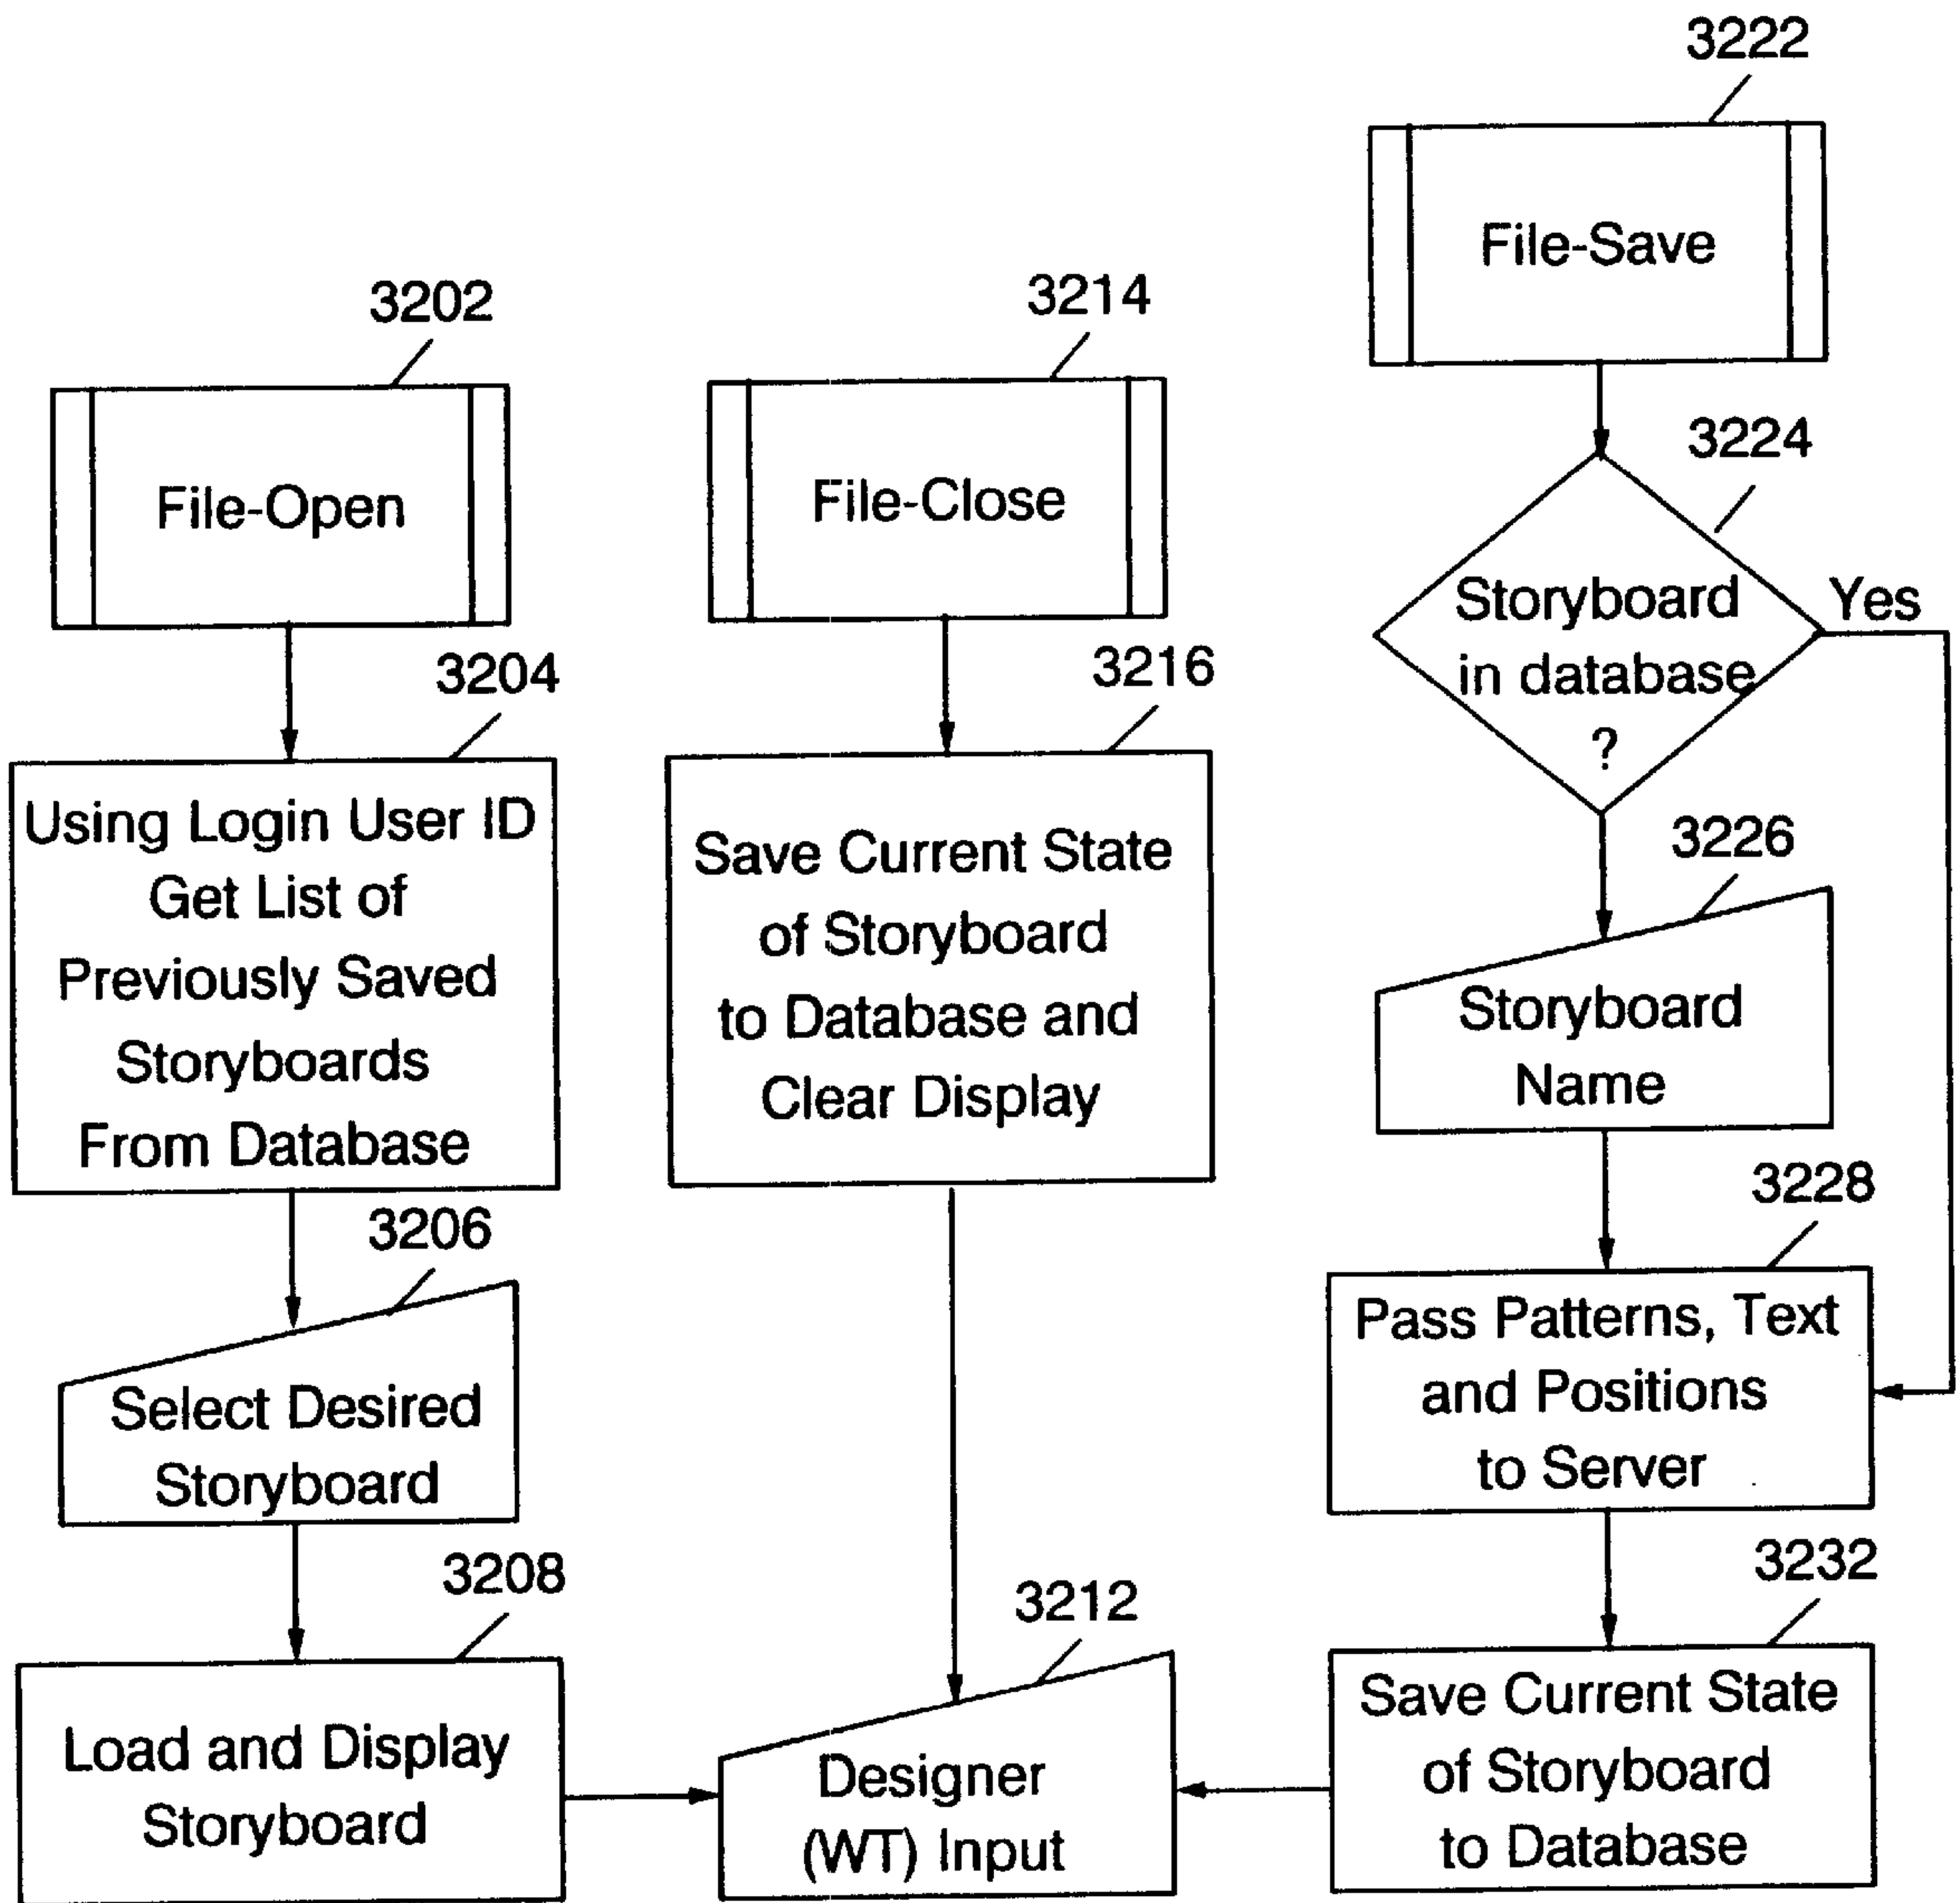 3202
File-Open
3204
Using Login User ID
Get List of
Previously Saved
Storyboards
From Database
3206
Select Desired
Storyboard
3208
Load and Display
Storyboard
3214
File-Close
3216
Save Current State
of Storyboard
to Database and
Clear Display
3212
Designer
(WT) Input
3222
File-Save
3224
Storyboard
in database
?
Yes
3226
Storyboard
Name
3228
Pass Patterns, Text
and Positions
to Server
3232
Save Current State
of Storyboard
to Database